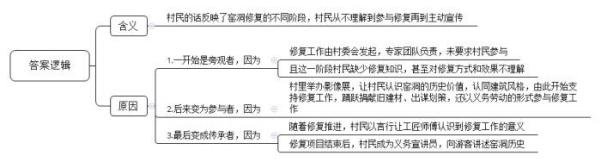 村民的话反映了窑洞修复的不同阶段，村民从不理解到参与修复再到主动宣传
含义
答案逻辑
原因
1.一开始是旁观者，因为
修复工作由村委会发起，专家团队负责，未要求村民参与
且这一阶段村民缺少修复知识，甚至对修复方式和效果不理解
2.后来变为参与者，因为
村里举办影像展，让村民认识窑洞的历史价值，认同建筑风格，由此开始支
持修复工作，踊跃捐献旧建材、出谋划策，还以义务劳动的形式参与修复工
作
3.最后变成传承者，因为
随着修复推进，村民以言行让工匠师傅认识到修复工作的意义
修复项目结束后，村民成为义务宣讲员，向游客讲述窑洞历史